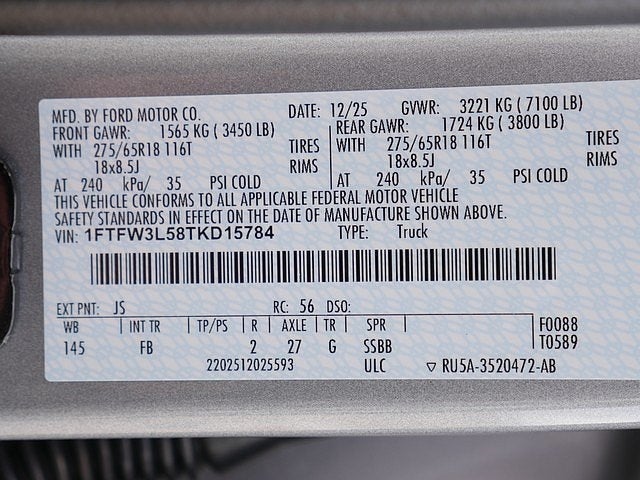 MFD. BY FORD MOTOR CO. DATE: 12/25 GVWR: 3221 KG ( 7100 LB)
FRONT GAWR: 1565 KG ( 3450 LB) REAR GAWR: 1724 KG ( 3800 LB)
WITH 275/65R18 116T TIRES WITH 275/65R18 116T TIRES
18x8.5J RIMS 18x8.5J RIMS
AT 240 kPa/ 35 PSI COLD AT 240 kPa/ 35 PSI COLD
THIS VEHICLE CONFORMS TO ALL APPLICABLE FEDERAL MOTOR VEHICLE
SAFETY STANDARDS IN EFFECT ON THE DATE OF MANUFACTURE SHOWN ABOVE.
VIN: 1FTFW3L58TKD15784 TYPE: Truck
EXT PNT: JS RC: 56 DSO:
WB INT TR TP/PS R AXLE TR SPR F0088
145 FB 2 27 G SSBB T0589
2202512025593 ULC ▽ RU5A-3520472-AB